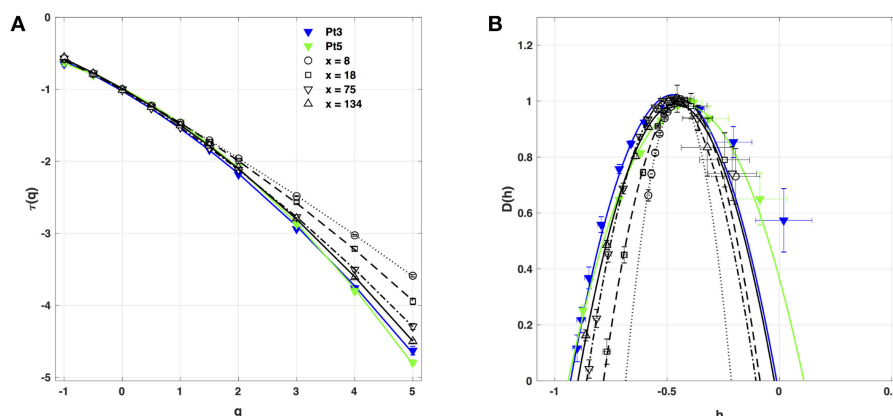 A
0
-1
-2
-3
-4
-5
-1
0
1
2
3
4
5
τ(q)
q
Pt3
Pt5
x = 8
x = 18
x = 75
x = 134
B
1.2
1
0.8
0.6
0.4
0.2
0
-1
-0.5
0
0.
D(h)
h